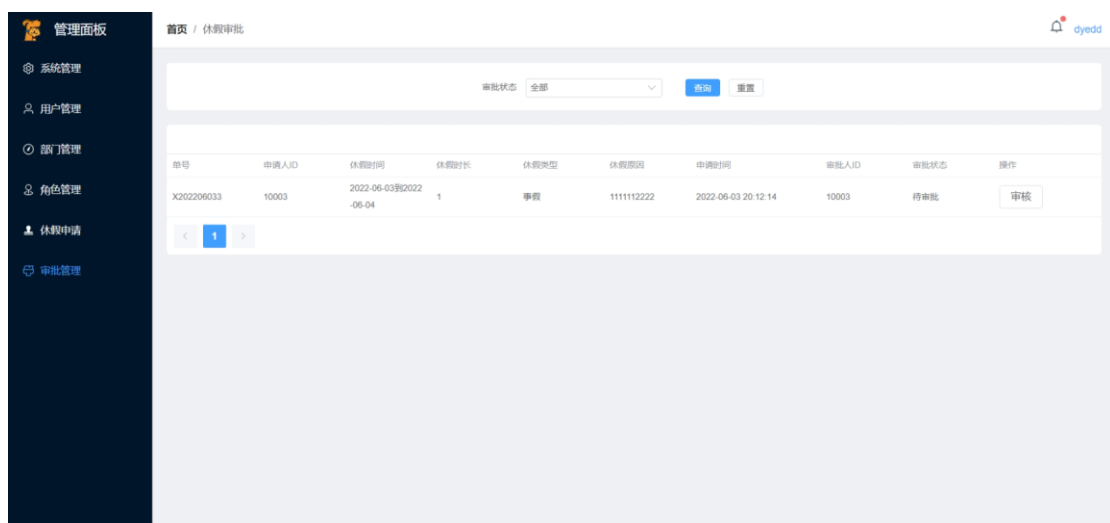 管理面板
首页 / 休假审批
dyedd
系统管理
用户管理
部门管理
角色管理
休假申请
审批管理
审批状态 全部 查询 重置
单号 申请人ID 休假时间 休假时长 休假类型 休假原因 申请时间 审批人ID 审批状态 操作
X202206033 10003 2022-06-03到2022 1 事假 1111112222 2022-06-03 20:12:14 10003 待审批 审核
-06-04
1